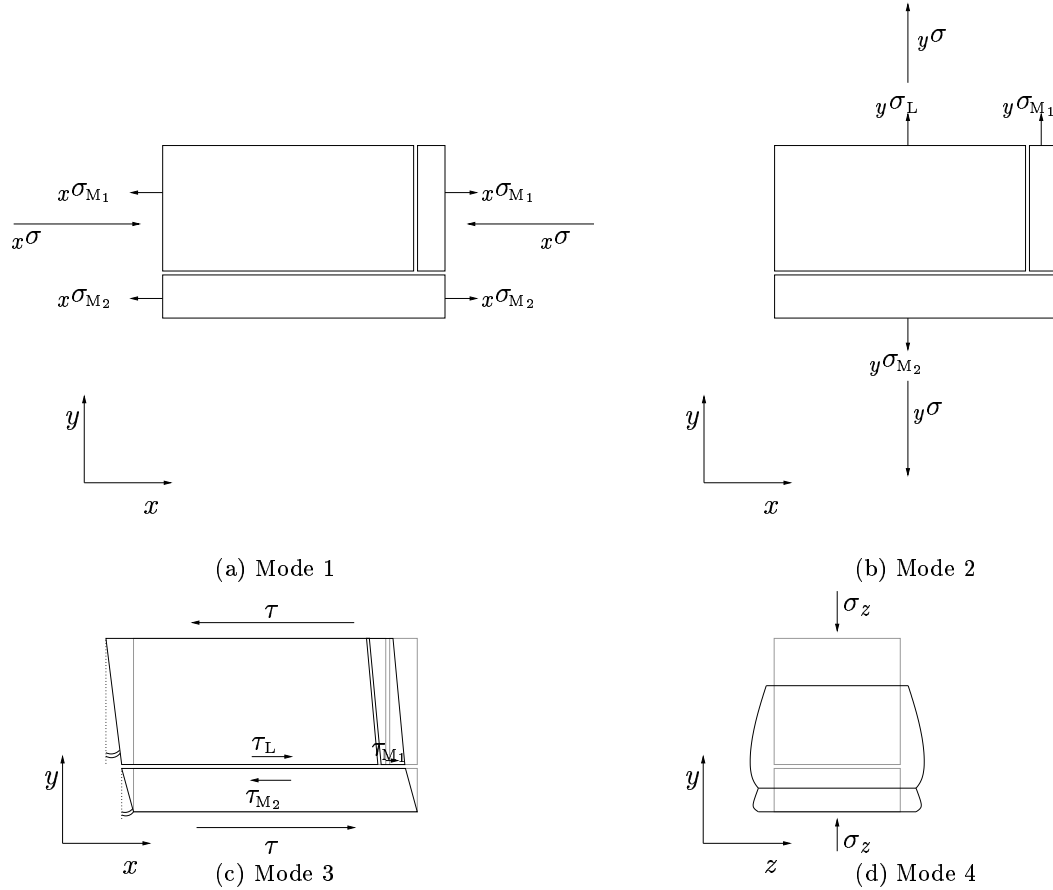 yσ
yσL yσM1
xσM1 xσM1
xσ xσ
xσM2 xσM2
yσM2
y y yσ
x x
(a) Mode 1 (b) Mode 2
τ σz
τL τM1
y y
τM2
τ σz
x z
(c) Mode 3 (d) Mode 4